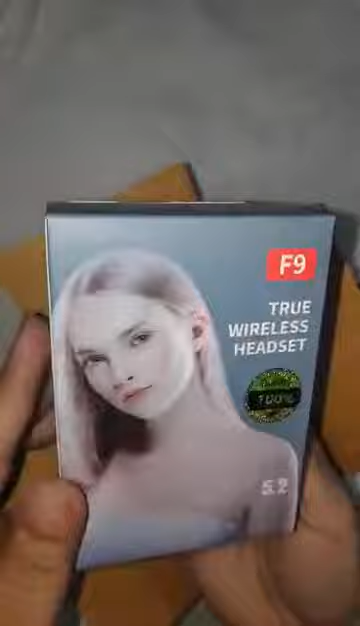 F9
TRUE
WIRELESS
HEADSET
100%
5.2